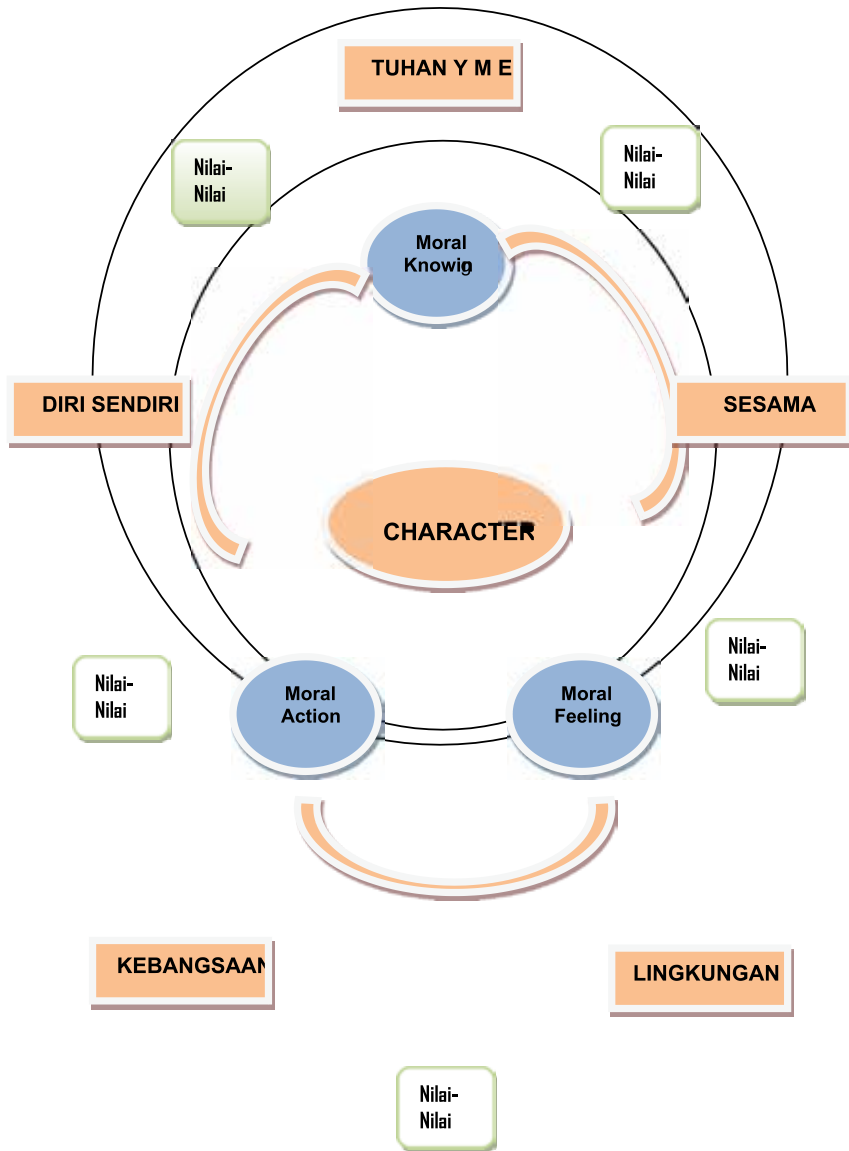 TUHAN Y M E
Nilai-
Nilai
Nilai-
Nilai
Moral
Knowing
DIRI SENDIRI
SESAMA
CHARACTER
Nilai-
Nilai
Nilai-
Nilai
Moral
Action
Moral
Feeling
KEBANGSAAN
LINGKUNGAN
Nilai-
Nilai